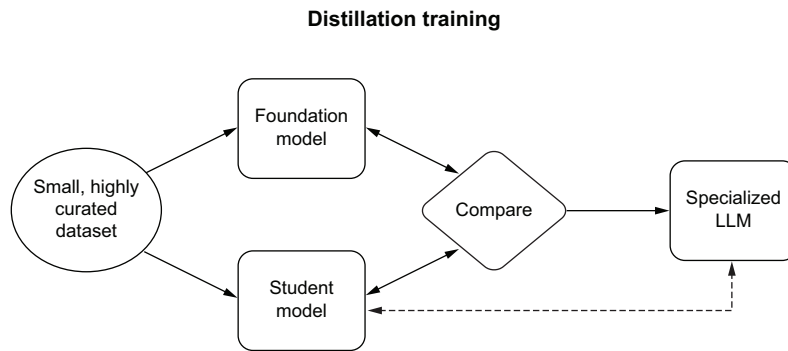 Distillation training
Foundation
model
Small, highly
curated
dataset
Compare
Specialized
LLM
Student
model